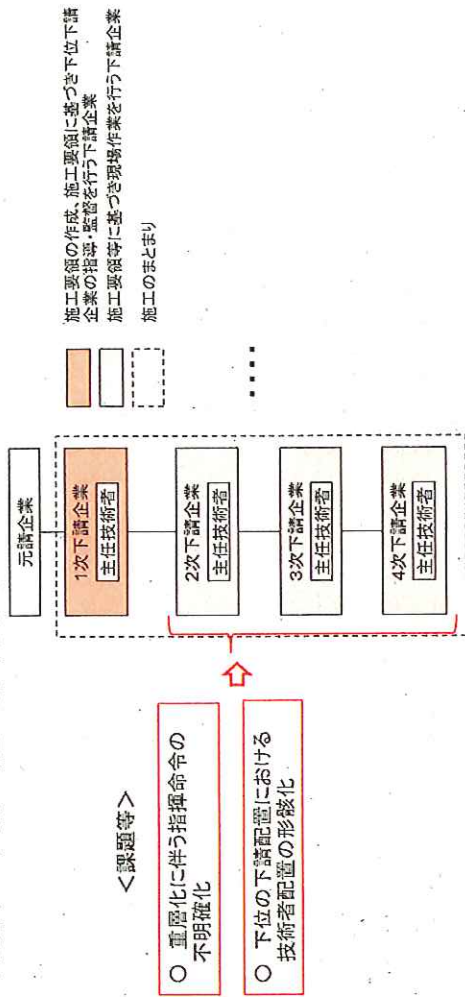 元請企業
1次下請企業
主任技術者
2次下請企業
主任技術者
3次下請企業
主任技術者
4次下請企業
主任技術者
施工要領の作成、施工要領に基づき下位下請
企業の指導・監督を行う下請企業
施工要領等に基づき現場作業を行う下請企業
施工のまとまり
<課題等>
○ 重層化に伴う指揮命令の
不明確化
○ 下位の下請配置における
技術者配置の形骸化